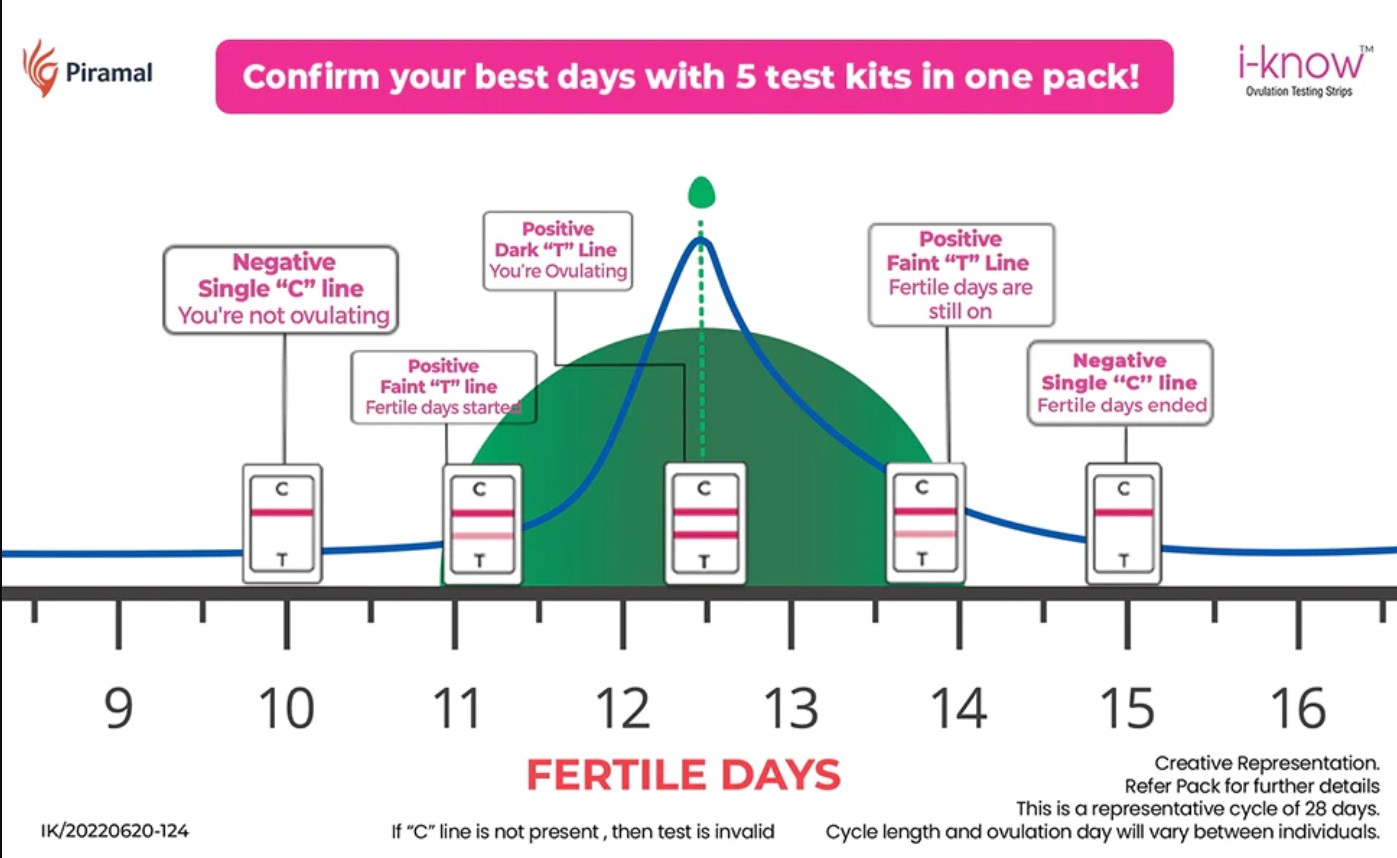 Piramal
Confirm your best days with 5 test kits in one pack!
i-know™
Ovulation Testing Strips
Negative
Single “C” line
You're not ovulating
Positive
Faint “T” line
Fertile days started
Positive
Dark “T” Line
You're Ovulating
Positive
Faint “T” Line
Fertile days are
still on
Negative
Single “C” line
Fertile days ended
C
T
C
T
C
T
C
T
C
T
9 10 11 12 13 14 15 16
FERTILE DAYS
Creative Representation.
Refer Pack for further details
This is a representative cycle of 28 days.
Cycle length and ovulation day will vary between individuals.
If “C” line is not present , then test is invalid
IK/20220620-124